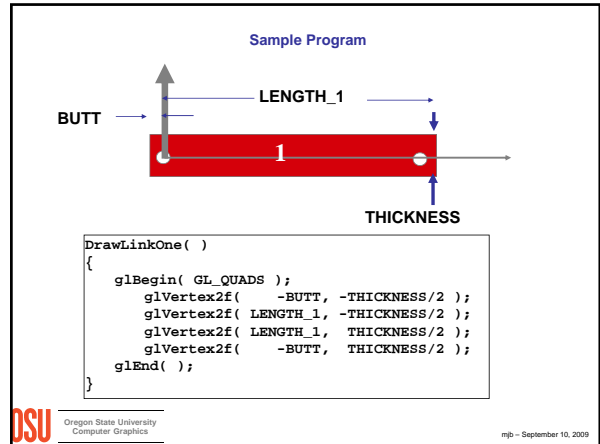 Sample Program
LENGTH_1
BUTT
1
THICKNESS
DrawLinkOne( )
{
glBegin( GL_QUADS );
glVertex2f( -BUTT, -THICKNESS/2 );
glVertex2f( LENGTH_1, -THICKNESS/2 );
glVertex2f( LENGTH_1, THICKNESS/2 );
glVertex2f( -BUTT, THICKNESS/2 );
glEnd( );
}
OSU
Oregon State University
Computer Graphics
mjb – September 10, 2009